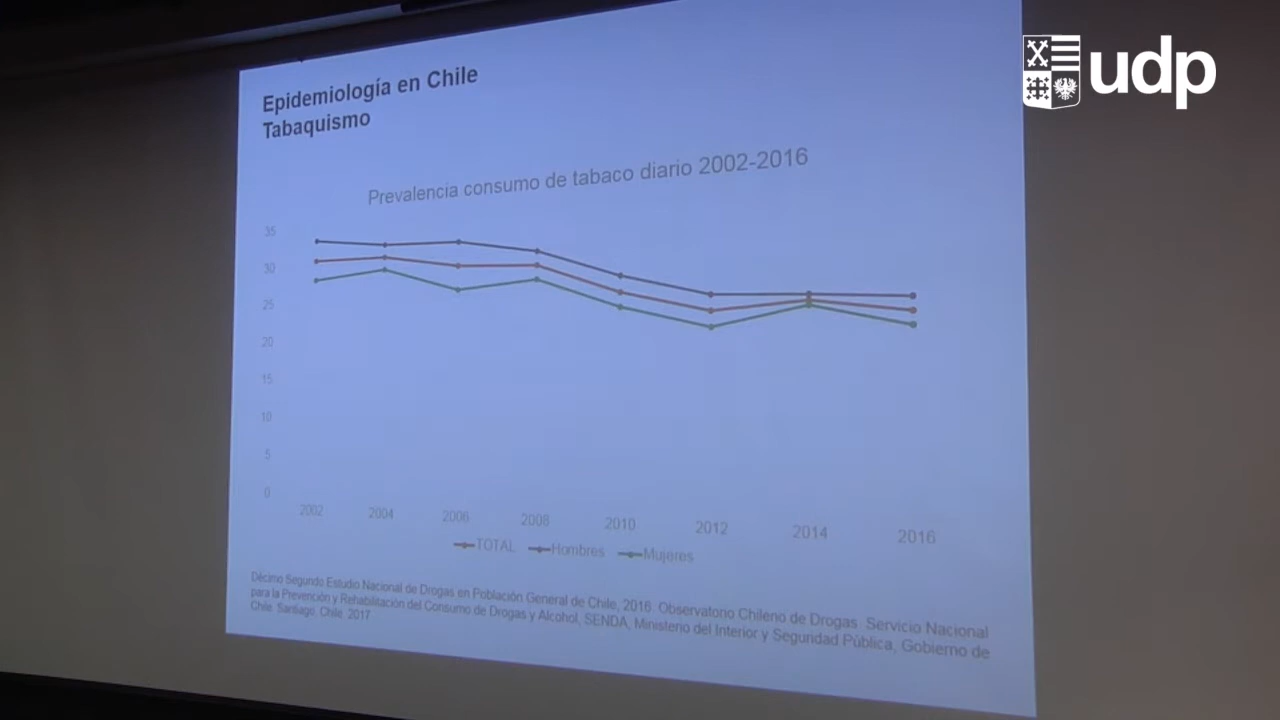 udp
Epidemiología en Chile
Tabaquismo
Prevalencia consumo de tabaco diario 2002-2016
35
30
25
20
15
10
5
0
2002 2004 2006 2008 2010 2012 2014 2016
TOTAL Hombres Mujeres
Décimo Segundo Estudio Nacional de Drogas en Población General de Chile, 2016. Observatorio Chileno de Drogas. Servicio Nacional
para la Prevención y Rehabilitación del Consumo de Drogas y Alcohol, SENDA, Ministerio del Interior y Seguridad Pública, Gobierno de
Chile. Santiago, Chile. 2017